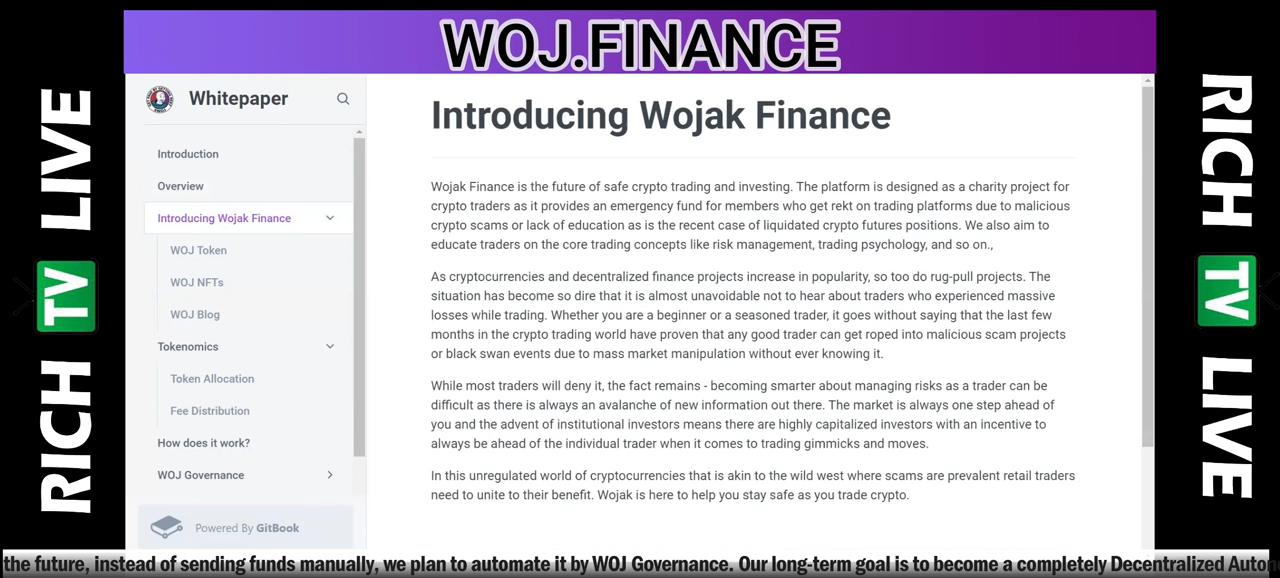 WOJ.FINANCE
RICH TV LIVE
Whitepaper
Introduction
Overview
Introducing Wojak Finance
WOJ Token
WOJ NFTs
WOJ Blog
Tokenomics
Token Allocation
Fee Distribution
How does it work?
WOJ Governance
Powered By GitBook
Introducing Wojak Finance
Wojak Finance is the future of safe crypto trading and investing. The platform is designed as a charity project for
crypto traders as it provides an emergency fund for members who get rekt on trading platforms due to malicious
crypto scams or lack of education as is the recent case of liquidated crypto futures positions. We also aim to
educate traders on the core trading concepts like risk management, trading psychology, and so on.,
As cryptocurrencies and decentralized finance projects increase in popularity, so too do rug-pull projects. The
situation has become so dire that it is almost unavoidable not to hear about traders who experienced massive
losses while trading. Whether you are a beginner or a seasoned trader, it goes without saying that the last few
months in the crypto trading world have proven that any good trader can get roped into malicious scam projects
or black swan events due to mass market manipulation without ever knowing it.
While most traders will deny it, the fact remains - becoming smarter about managing risks as a trader can be
difficult as there is always an avalanche of new information out there. The market is always one step ahead of
you and the advent of institutional investors means there are highly capitalized investors with an incentive to
always be ahead of the individual trader when it comes to trading gimmicks and moves.
In this unregulated world of cryptocurrencies that is akin to the wild west where scams are prevalent retail traders
need to unite to their benefit. Wojak is here to help you stay safe as you trade crypto.
RICH TV LIVE
the future, instead of sending funds manually, we plan to automate it by WOJ Governance. Our long-term goal is to become a completely Decentralized Auton